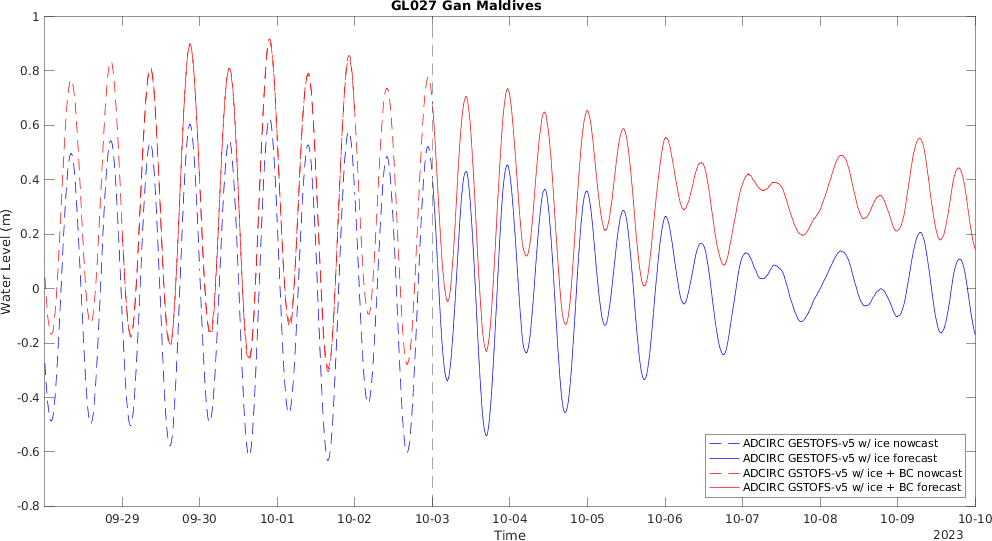 GL027 Gan Maldives
1
0.8
0.6
0.4
0.2
0
-0.2
-0.4
-0.6
-0.8
Water Level (m)
09-29 09-30 10-01 10-02 10-03 10-04 10-05 10-06 10-07 10-08 10-09 10-10
Time
2023
ADCIRC GESTOFS-v5 w/ ice nowcast
ADCIRC GESTOFS-v5 w/ ice forecast
ADCIRC GSTOFS-v5 w/ ice + BC nowcast
ADCIRC GSTOFS-v5 w/ ice + BC forecast